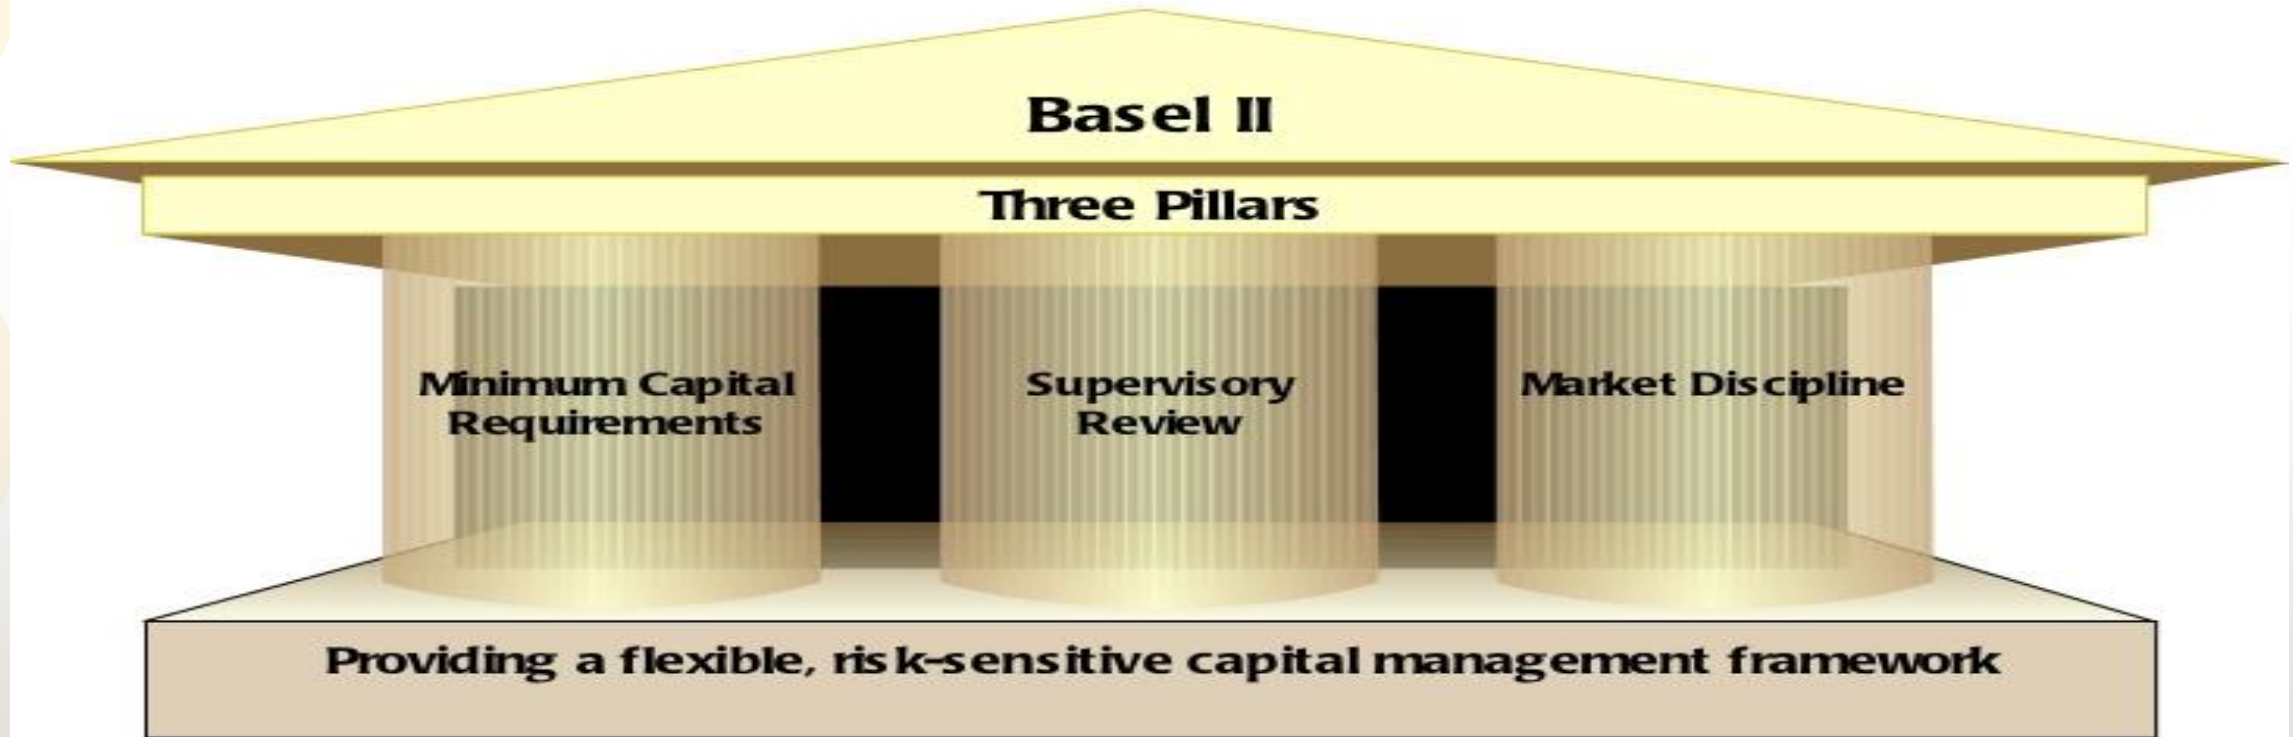 Basel II
Three Pillars
Minimum Capital
Requirements
Supervisory
Review
Market Discipline
Providing a flexible, risk-sensitive capital management framework